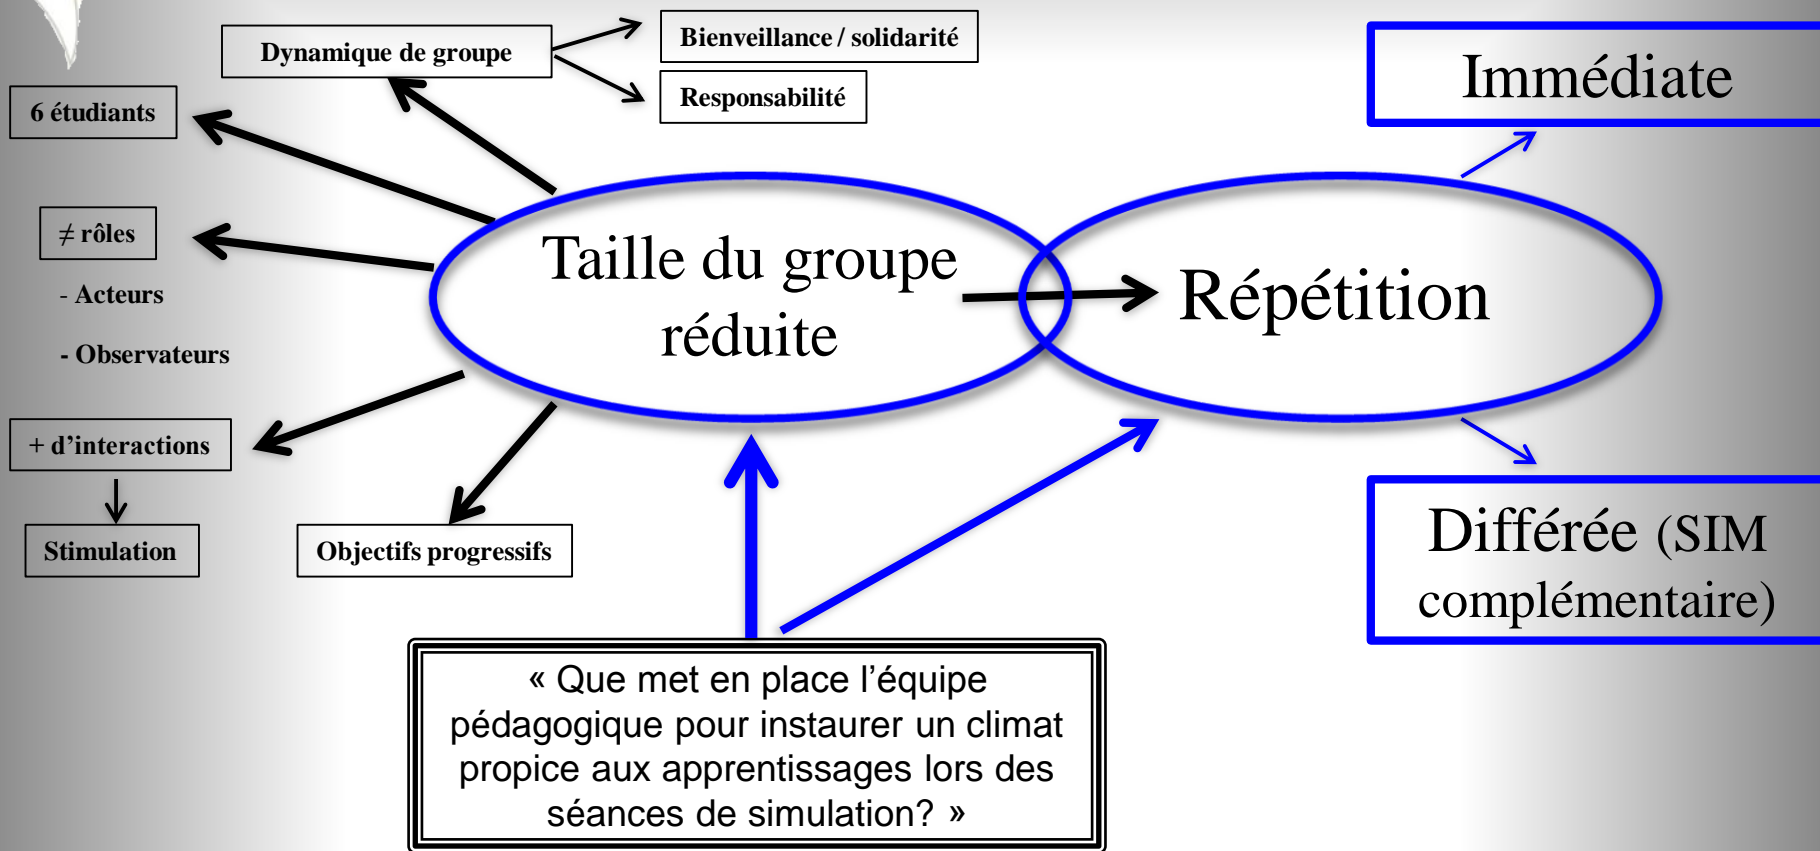 Dynamique de groupe
Bienveillance / solidarité
Responsabilité
6 étudiants
≠ rôles
- Acteurs
- Observateurs
+ d’interactions
Stimulation
Objectifs progressifs
Taille du groupe
réduite
Répétition
Immédiate
Différée (SIM
complémentaire)
« Que met en place l’équipe
pédagogique pour instaurer un climat
propice aux apprentissages lors des
séances de simulation? »